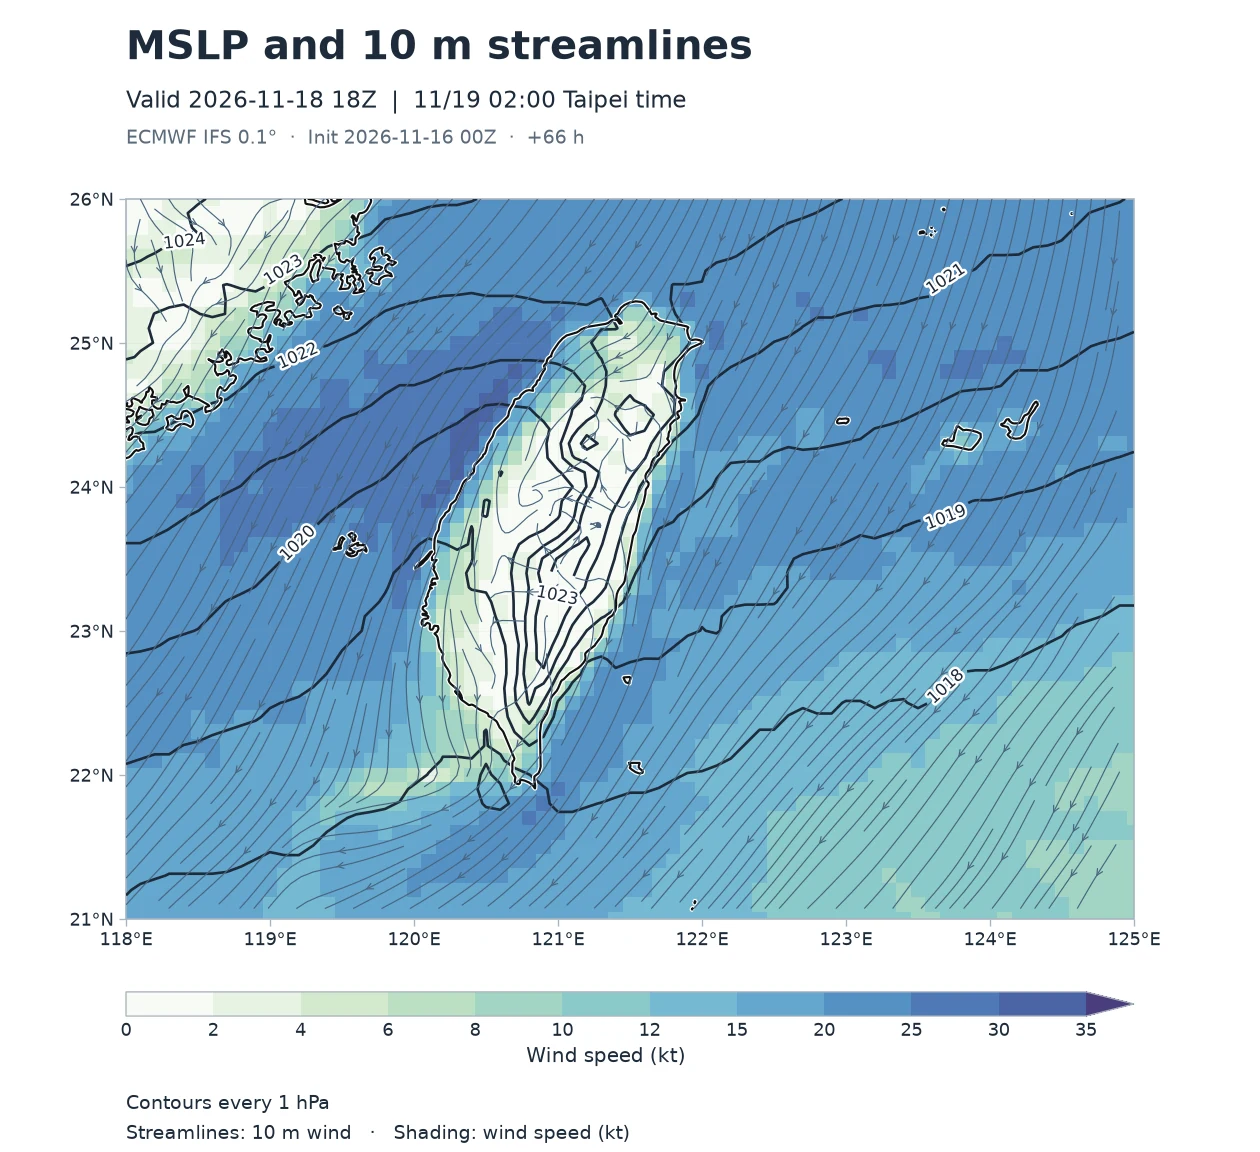 MSLP and 10 m streamlines
Valid 2026-11-18 18Z | 11/19 02:00 Taipei time
ECMWF IFS 0.1° · Init 2026-11-16 00Z · +66 h
26°N
1024
1023
1021
25°N
1022
24°N
1019
1020
1023
23°N
1018
22°N
21°N
118°E 119°E 120°E 121°E 122°E 123°E 124°E 125°E
0 2 4 6 8 10 12 15 20 25 30 35
Wind speed (kt)
Contours every 1 hPa
Streamlines: 10 m wind · Shading: wind speed (kt)